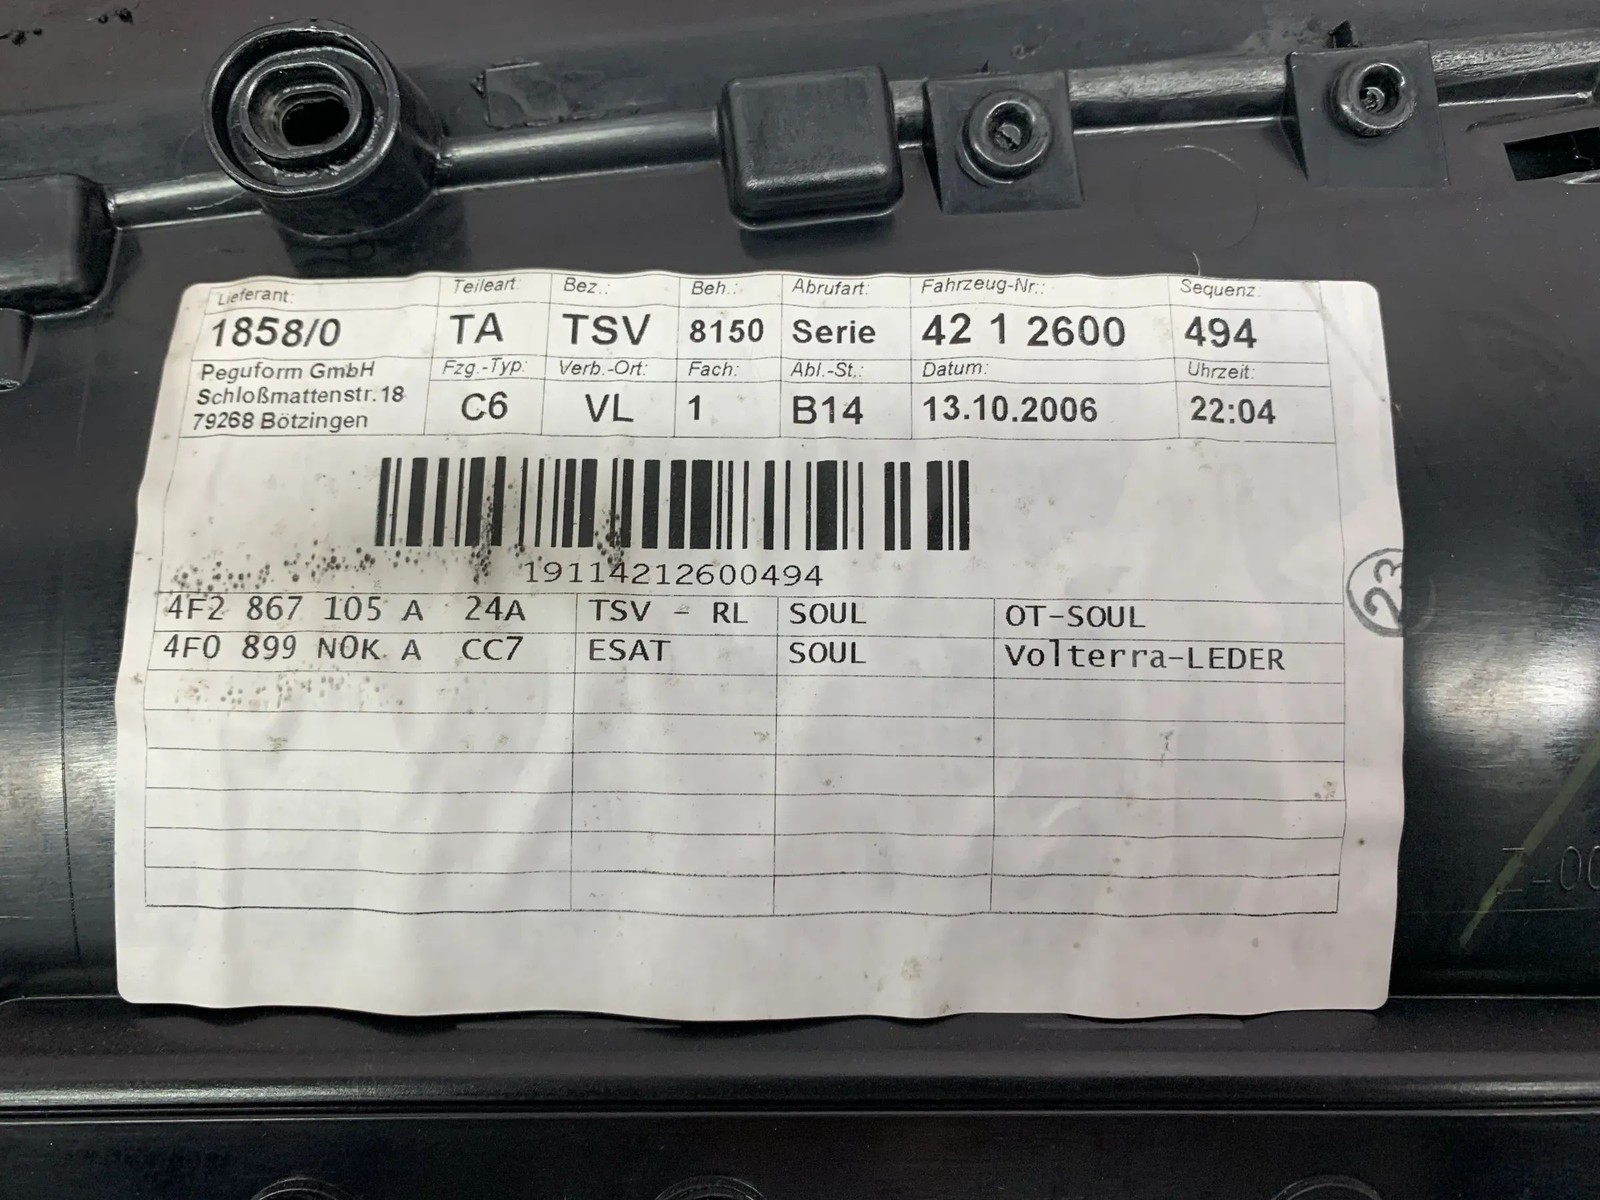 Lieferant: Teileart: Bez.: Beh.: Abrufart: Fahrzeug-Nr.: Sequenz:
1858/0 TA TSV 8150 Serie 42 1 2600 494
Peguform GmbH Fzg.-Typ: Verb.-Ort: Fach: Abl.-St.: Datum: Uhrzeit:
Schloßmattenstr. 18
79268 Bötzingen C6 VL 1 B14 13.10.2006 22:04
19114212600494
4F2 867 105 A 24A TSV - RL SOUL OT-SOUL
4F0 899 NOK A CC7 ESAT SOUL Volterra-LEDER
23